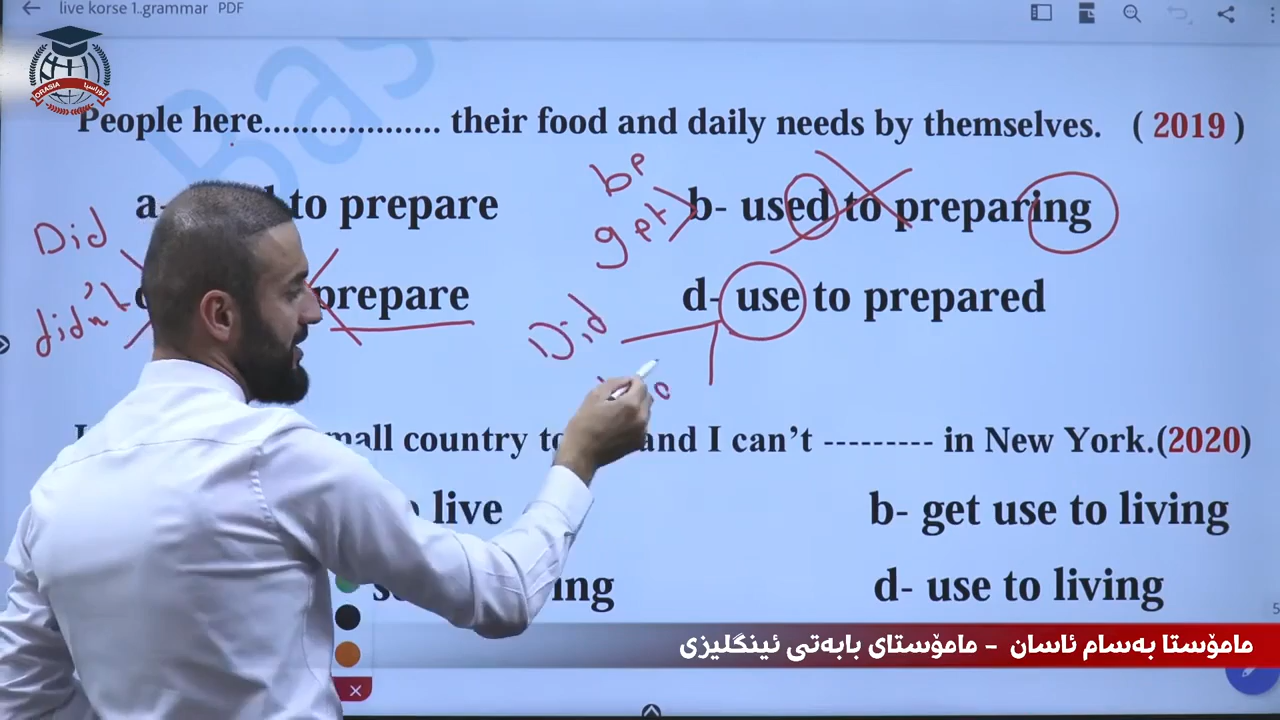 live korse 1..grammar PDF
People here................... their food and daily needs by themselves. ( 2019 )
a- to prepare
b- used to preparing
be
get
Did
didn't
prepare
d- use to prepared
Did
mall country to and I can't --------- in New York.(2020)
live
b- get use to living
ing
d- use to living
مامۆستا بەسام ئاسان - مامۆستای بابەتی ئینگلیزی